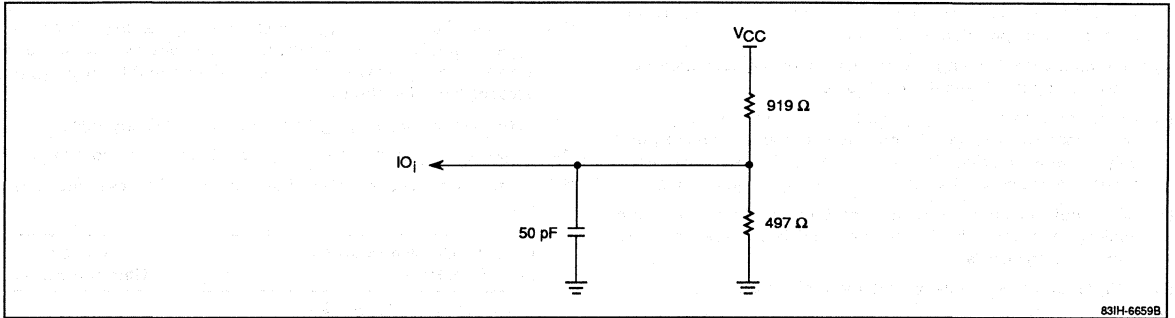 VCC
919 Ω
IOi
50 pF
497 Ω
83IH-6659B